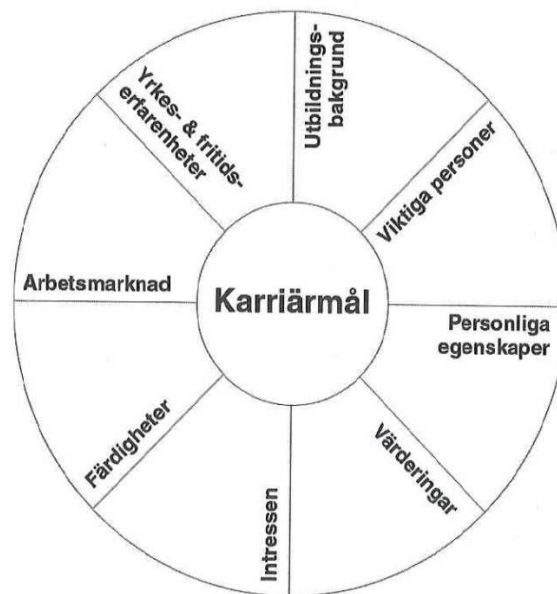 Utbildnings-
bakgrund
Viktiga personer
Personliga
egenskaper
Värderingar
Intressen
Färdigheter
Arbetsmarknad
Yrkes- & fritids-
erfarenheter
Karriärmål